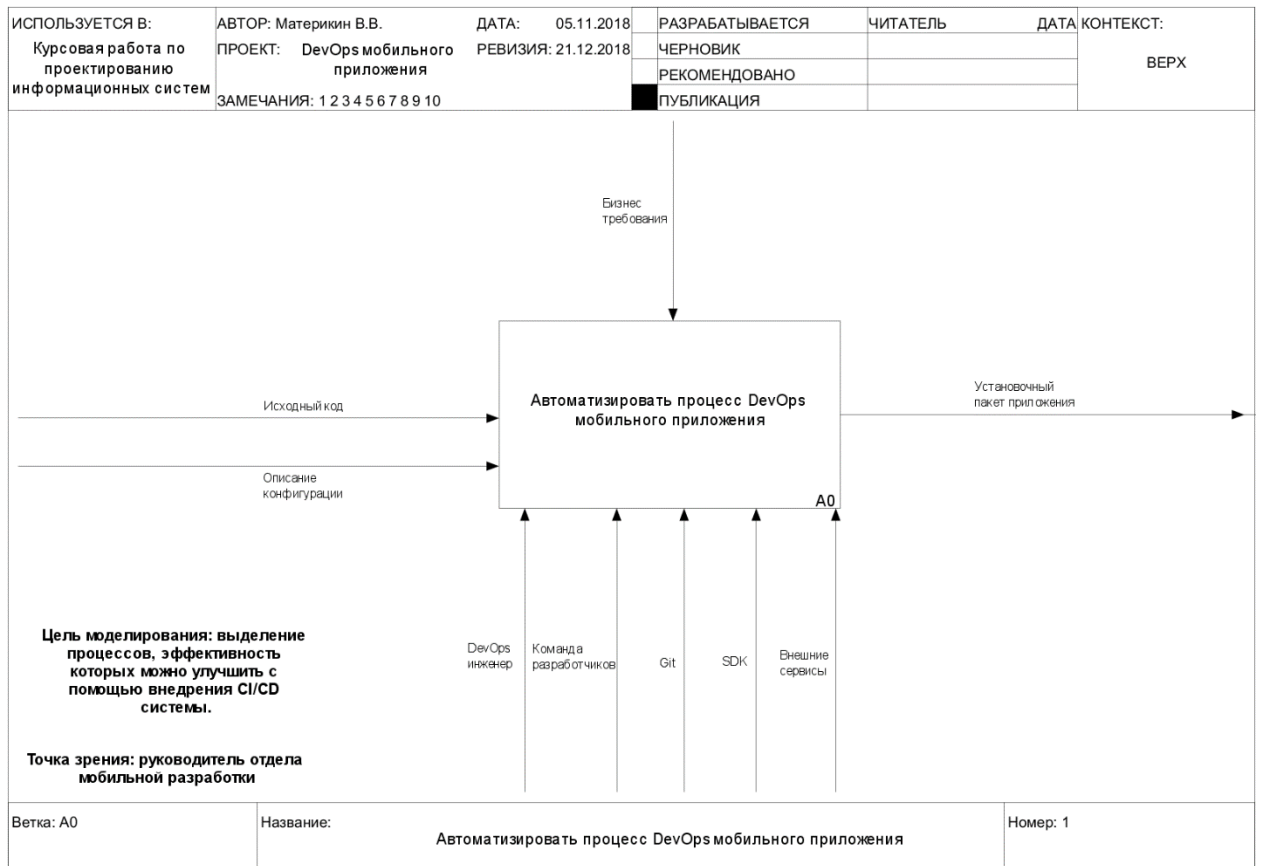 ИСПОЛЬЗУЕТСЯ В:
Курсовая работа по
проектированию
информационных систем
АВТОР: Материкин В.В.
ДАТА: 05.11.2018
ПРОЕКТ: DevOps мобильного
приложения
РЕВИЗИЯ: 21.12.2018
ЗАМЕЧАНИЯ: 1 2 3 4 5 6 7 8 9 10
РАЗРАБАТЫВАЕТСЯ
ЧЕРНОВИК
РЕКОМЕНДОВАНО
ПУБЛИКАЦИЯ
ЧИТАТЕЛЬ
ДАТА
КОНТЕКСТ:
ВЕРХ
Бизнес
требования
Исходный код
Описание
конфигурации
Автоматизировать процесс DevOps
мобильного приложения
A0
Установочный
пакет приложения
DevOps
инженер
Команда
разработчиков
Git
SDK
Внешние
сервисы
Цель моделирования: выделение
процессов, эффективность
которых можно улучшить с
помощью внедрения CI/CD
системы.
Точка зрения: руководитель отдела
мобильной разработки
Ветка: A0
Название:
Автоматизировать процесс DevOps мобильного приложения
Номер: 1